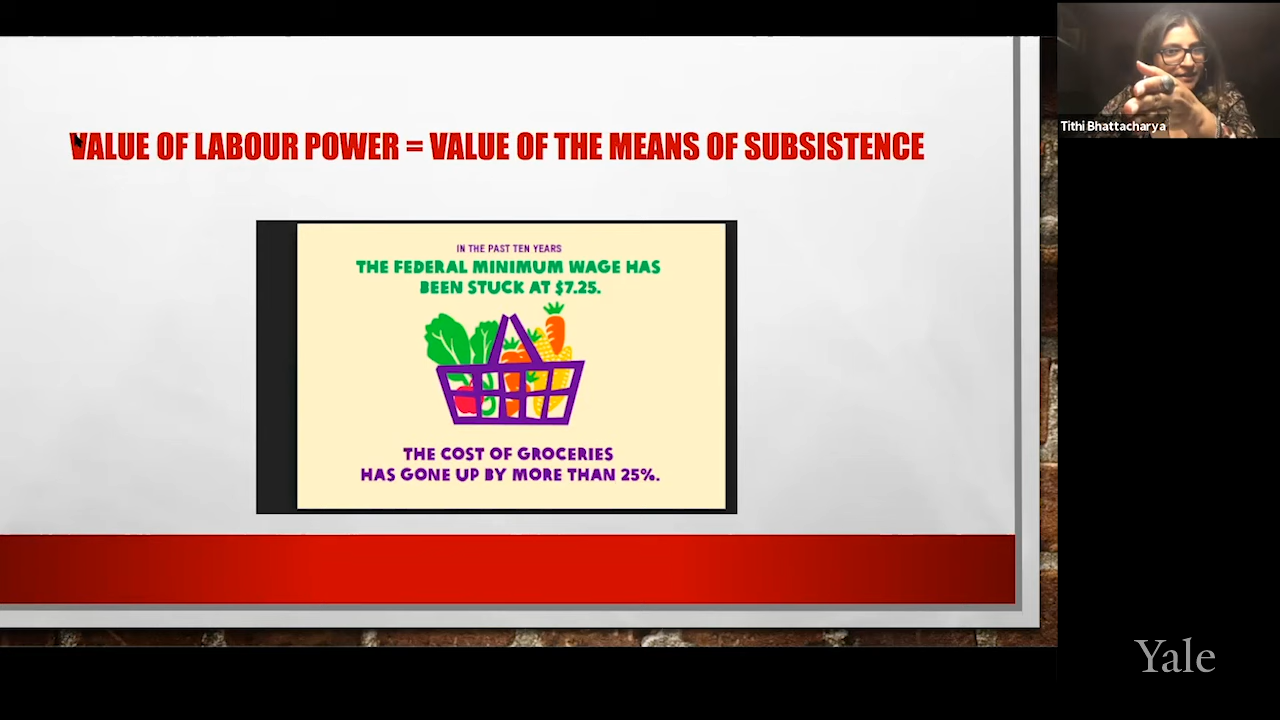 VALUE OF LABOUR POWER = VALUE OF THE MEANS OF SUBSISTENCE
IN THE PAST TEN YEARS
THE FEDERAL MINIMUM WAGE HAS
BEEN STUCK AT $7.25.
THE COST OF GROCERIES
HAS GONE UP BY MORE THAN 25%.
Tithi Bhattacharya
Yale